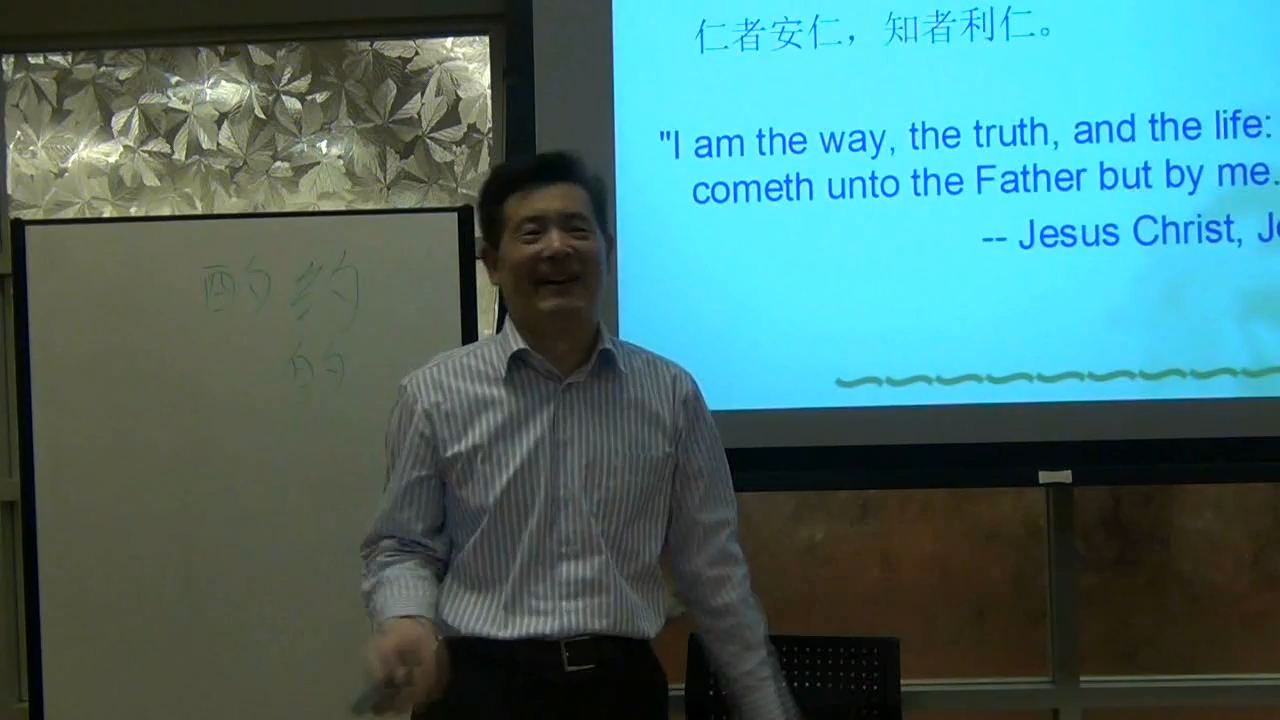 仁者安仁，知者利仁。
"I am the way, the truth, and the life:
cometh unto the Father but by me.
-- Jesus Christ, J
酌 约
的